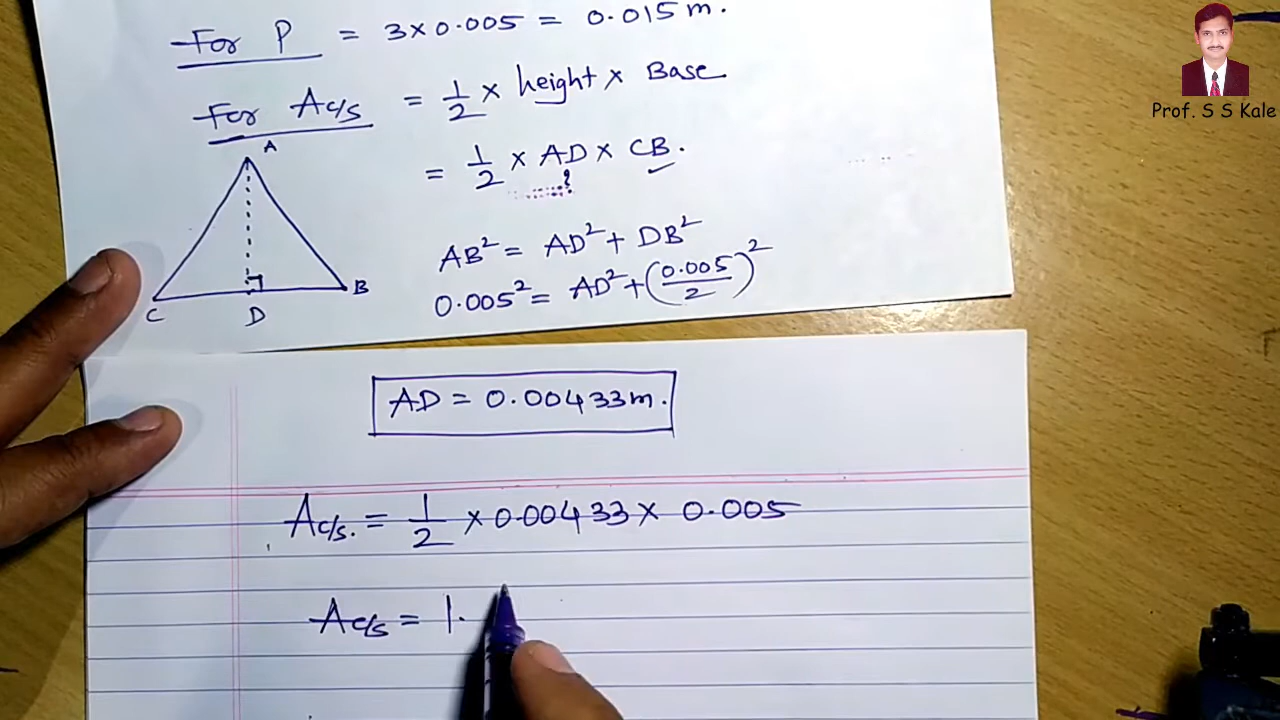 For P = 3×0.005 = 0.015 m.
For Ac/s = 1/2 × height × Base
= 1/2 × AD × CB.
?
A
AB² = AD² + DB²
0.005² = AD² + (0.005/2)²
C D B
AD = 0.00433m.
Ac/s. = 1/2 × 0.00433 × 0.005
Ac/s = 1.
Prof. S S Kale